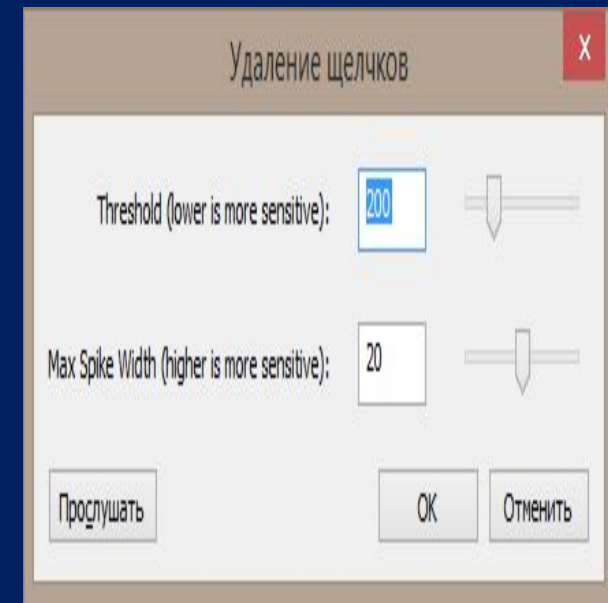 Удаление щелчков X
Threshold (lower is more sensitive): 200
Max Spike Width (higher is more sensitive): 20
Прослушать OK Отменить